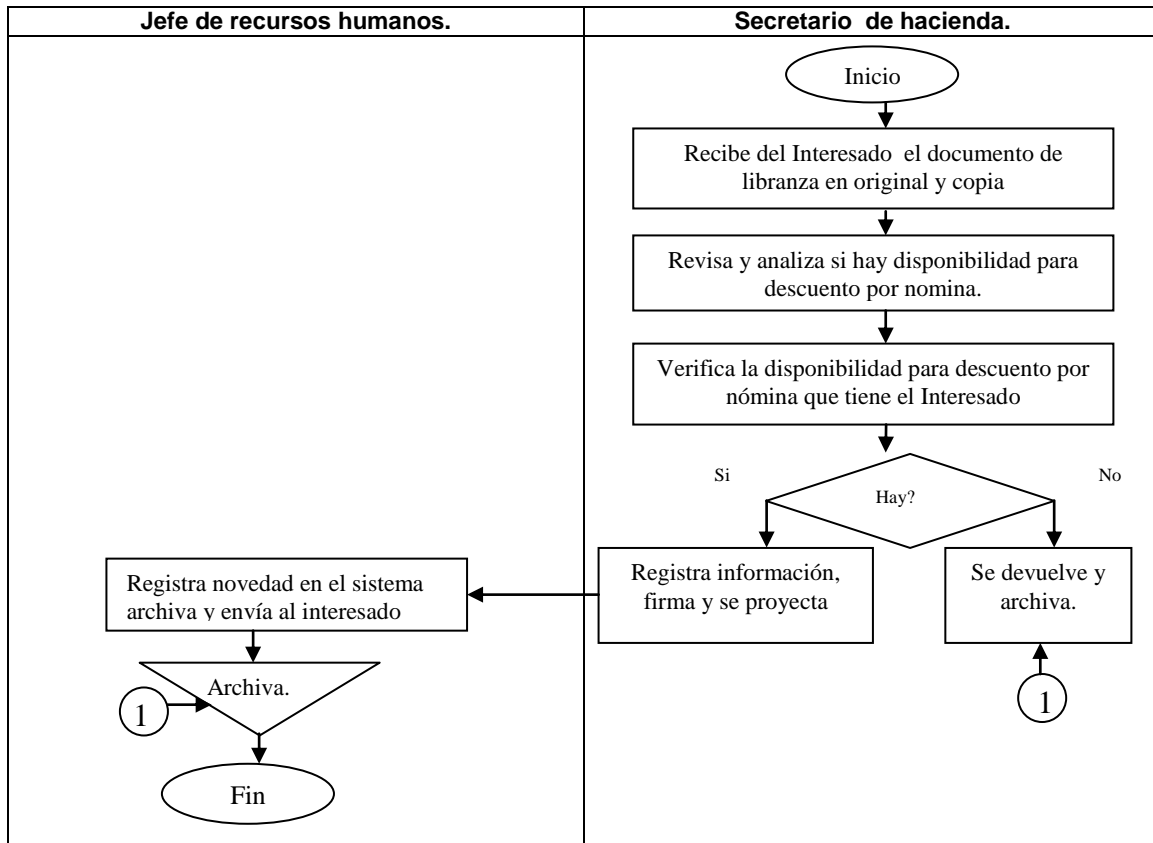 Jefe de recursos humanos.
Secretario de hacienda.
Inicio
Recibe del Interesado el documento de
libranza en original y copia
Revisa y analiza si hay disponibilidad para
descuento por nomina.
Verifica la disponibilidad para descuento por
nómina que tiene el Interesado
Si
Hay?
No
Registra información,
firma y se proyecta
Se devuelve y
archiva.
1
Registra novedad en el sistema
archiva y envía al interesado
Archiva.
1
Fin